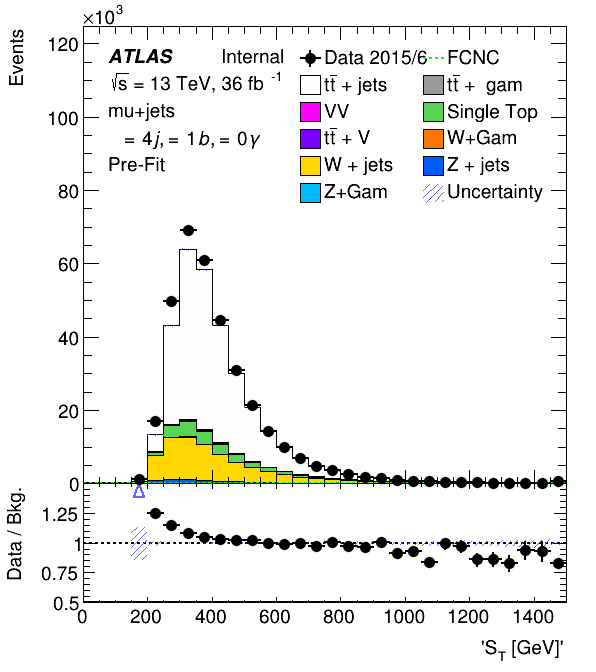 ×10³
Events
120
100
80
60
40
20
0
ATLAS Internal
√s = 13 TeV, 36 fb⁻¹
mu+jets
= 4j, = 1b, = 0γ
Pre-Fit
Data 2015/6 FCNC
tt̄ + jets tt̄ + gam
VV Single Top
tt̄ + V W+Gam
W + jets Z + jets
Z+Gam Uncertainty
Data / Bkg.
1.25
1
0.75
0.5
0 200 400 600 800 1000 1200 1400
'S_T [GeV]'